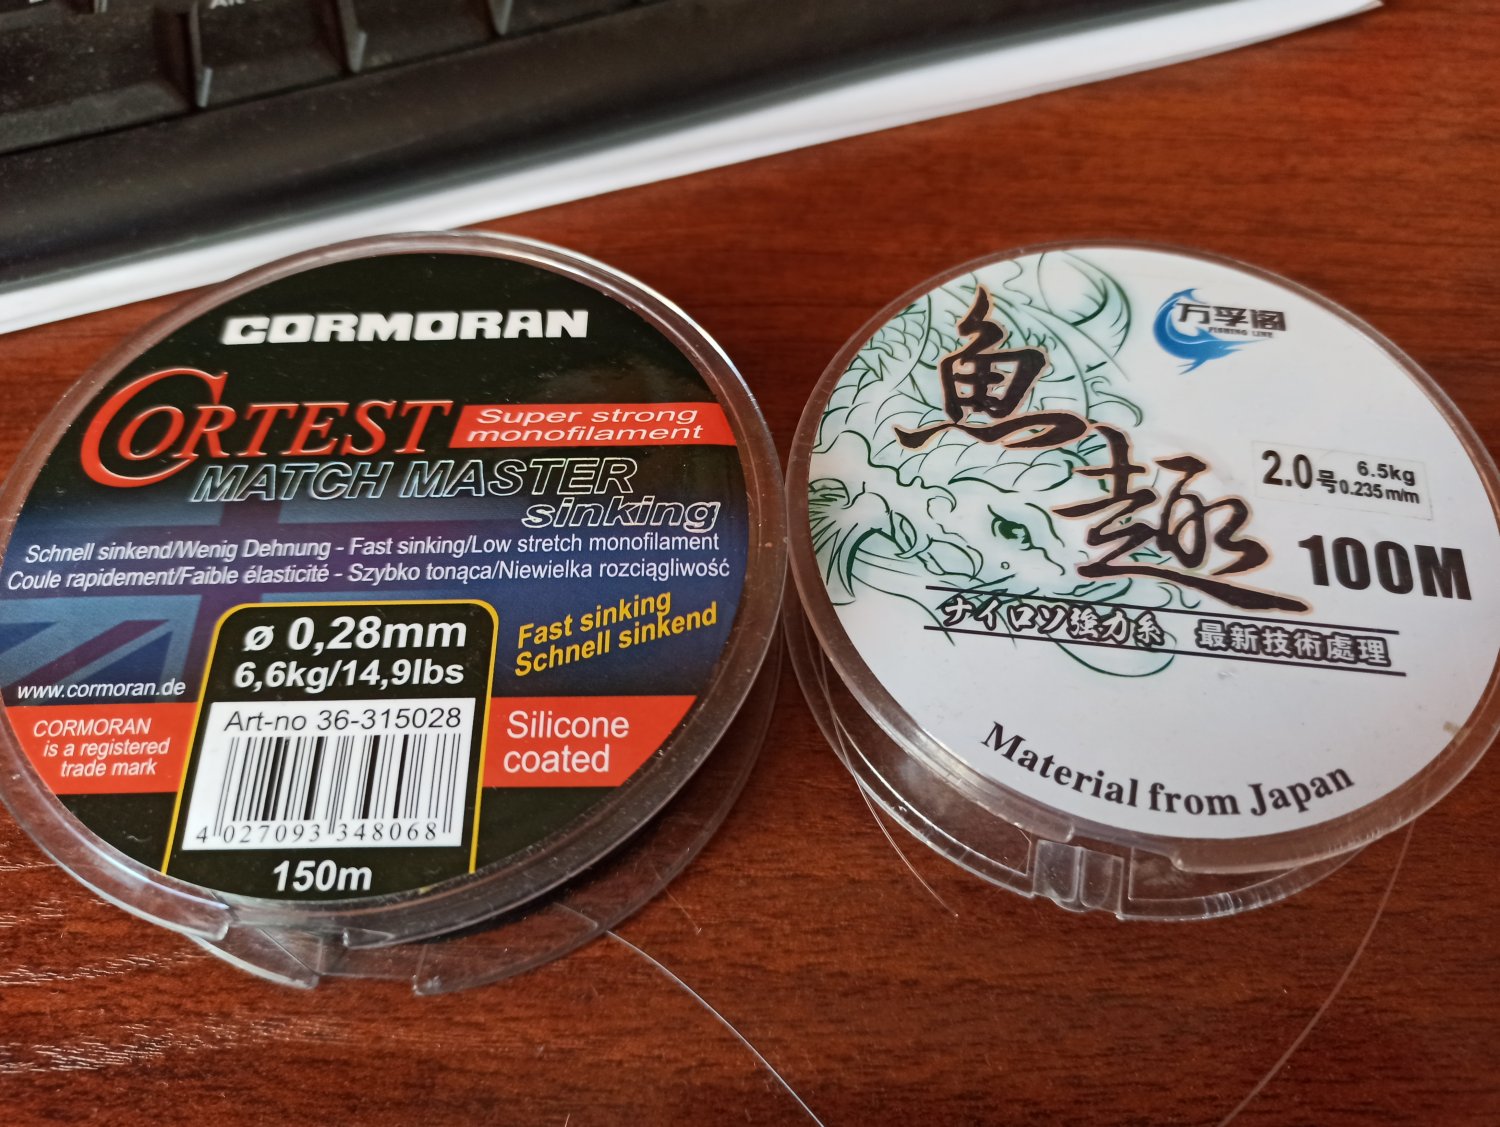 CORMORAN
CORTEST
Super strong
monofilament
MATCH MASTER
sinking
Schnell sinkend/Wenig Dehnung - Fast sinking/Low stretch monofilament
Coule rapidement/Faible élasticité - Szybko tonąca/Niewielka rozciągliwość
Fast sinking
Schnell sinkend
ø 0,28mm
6,6kg/14,9lbs
www.cormoran.de
CORMORAN
is a registered
trade mark
Art-no 36-315028
4 027093 348068
Silicone
coated
150m
万孚阁
FISHING LINE
魚趣
2.0号 6.5kg
0.235m/m
100M
ナイロソ強力糸 最新技術處理
Material from Japan